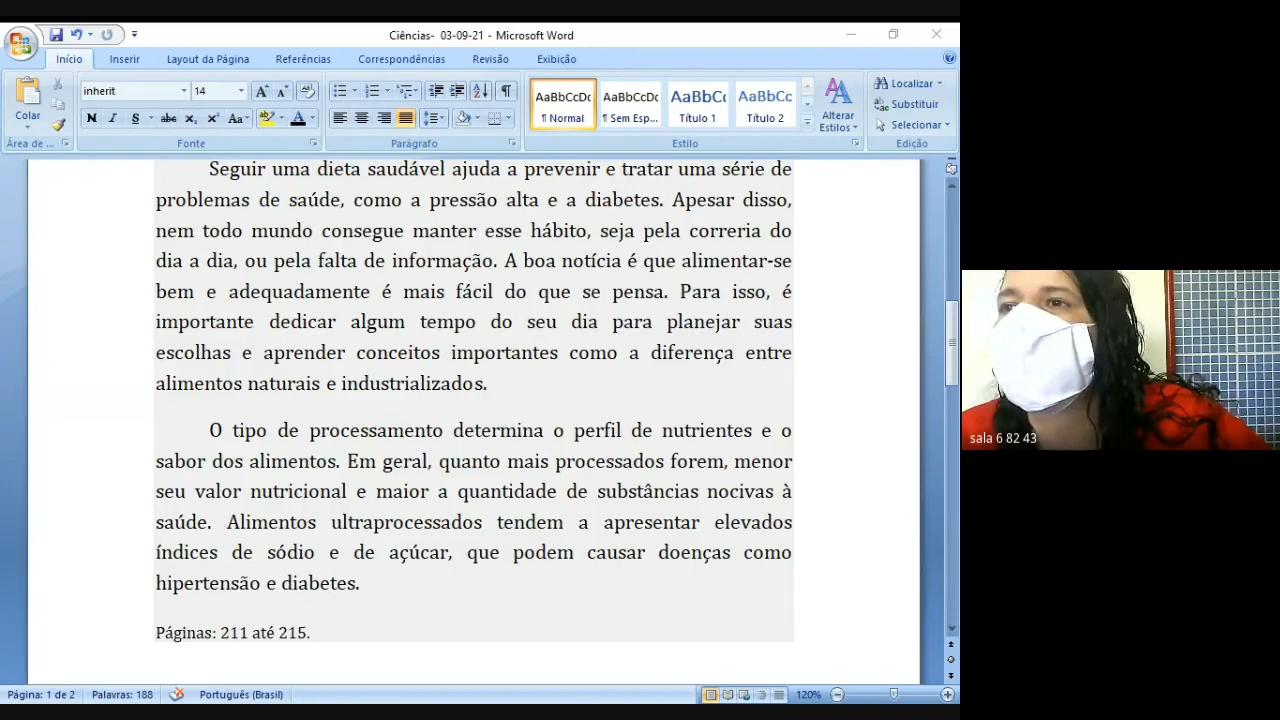 Ciências- 03-09-21 - Microsoft Word
Início Inserir Layout da Página Referências Correspondências Revisão Exibição
Colar
inherit 14
N I S abc x₂ x² Aa
AaBbCcDc AaBbCcDc AaBbCc AaBbCc
¶ Normal ¶ Sem Esp... Título 1 Título 2
Alterar Estilos
Localizar
Substituir
Selecionar
Área de ... Fonte Parágrafo Estilo Edição
Seguir uma dieta saudável ajuda a prevenir e tratar uma série de
problemas de saúde, como a pressão alta e a diabetes. Apesar disso,
nem todo mundo consegue manter esse hábito, seja pela correria do
dia a dia, ou pela falta de informação. A boa notícia é que alimentar-se
bem e adequadamente é mais fácil do que se pensa. Para isso, é
importante dedicar algum tempo do seu dia para planejar suas
escolhas e aprender conceitos importantes como a diferença entre
alimentos naturais e industrializados.
O tipo de processamento determina o perfil de nutrientes e o
sabor dos alimentos. Em geral, quanto mais processados forem, menor
seu valor nutricional e maior a quantidade de substâncias nocivas à
saúde. Alimentos ultraprocessados tendem a apresentar elevados
índices de sódio e de açúcar, que podem causar doenças como
hipertensão e diabetes.
Páginas: 211 até 215.
Página: 1 de 2 Palavras: 188 Português (Brasil) 120%
sala 6 82 43